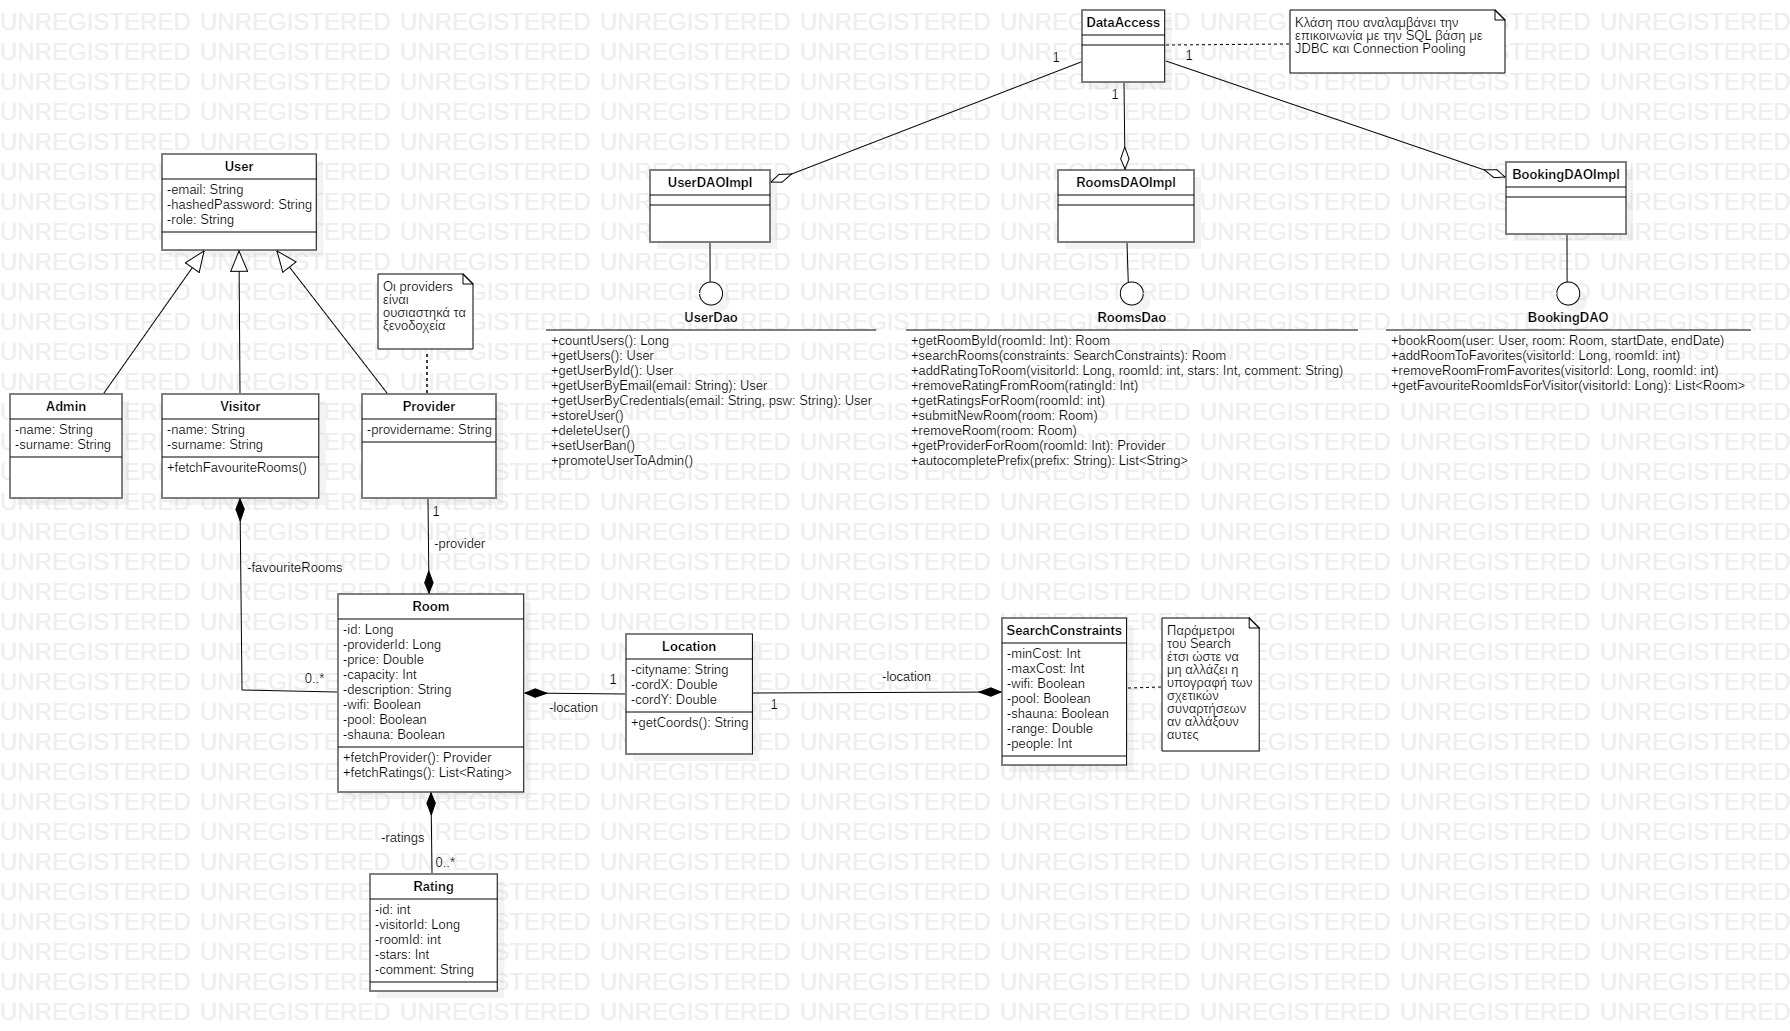 DataAccess
Κλάση που αναλαμβάνει την
επικοινωνία με την SQL βάση με
JDBC και Connection Pooling
1
1
1
User
-email: String
-hashedPassword: String
-role: String
UserDAOImpl
RoomsDAOImpl
BookingDAOImpl
Οι providers
είναι
ουσιαστηκά τα
ξενοδοχεία
UserDao
+countUsers(): Long
+getUsers(): User
+getUserById(): User
+getUserByEmail(email: String): User
+getUserByCredentials(email: String, psw: String): User
+storeUser()
+deleteUser()
+setUserBan()
+promoteUserToAdmin()
RoomsDao
+getRoomById(roomId: Int): Room
+searchRooms(constraints: SearchConstraints): Room
+addRatingToRoom(visitorId: Long, roomId: int, stars: Int, comment: String)
+removeRatingFromRoom(ratingId: Int)
+getRatingsForRoom(roomId: int)
+submitNewRoom(room: Room)
+removeRoom(room: Room)
+getProviderForRoom(roomId: Int): Provider
+autocompletePrefix(prefix: String): List<String>
BookingDAO
+bookRoom(user: User, room: Room, startDate, endDate)
+addRoomToFavorites(visitorId: Long, roomId: int)
+removeRoomFromFavorites(visitorId: Long, roomId: int)
+getFavouriteRoomIdsForVisitor(visitorId: Long): List<Room>
Admin
-name: String
-surname: String
Visitor
-name: String
-surname: String
+fetchFavouriteRooms()
Provider
-providername: String
1
-provider
-favouriteRooms
0..*
Room
-id: Long
-providerId: Long
-price: Double
-capacity: Int
-description: String
-wifi: Boolean
-pool: Boolean
-shauna: Boolean
+fetchProvider(): Provider
+fetchRatings(): List<Rating>
1
-location
Location
-cityname: String
-cordX: Double
-cordY: Double
+getCoords(): String
-location
1
SearchConstraints
-minCost: Int
-maxCost: Int
-wifi: Boolean
-pool: Boolean
-shauna: Boolean
-range: Double
-people: Int
Παράμετροι
του Search
έτσι ώστε να
μη αλλάζει η
υπογραφή των
σχετικών
συναρτήσεων
αν αλλάξουν
αυτες
-ratings
0..*
Rating
-id: int
-visitorId: Long
-roomId: int
-stars: Int
-comment: String
UNREGISTERED